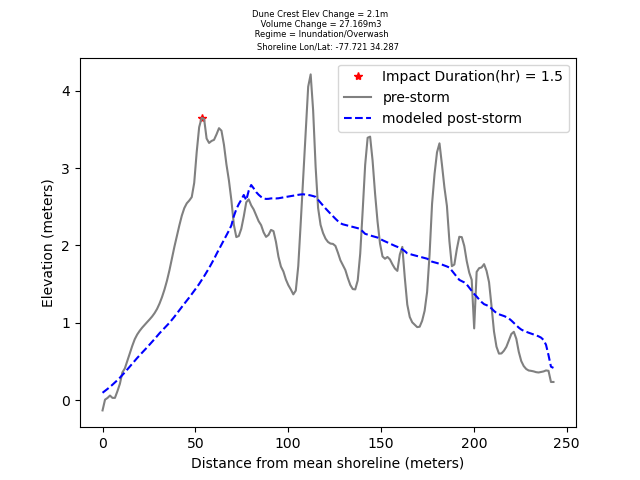 Dune Crest Elev Change = 2.1m
Volume Change = 27.169m3
Regime = Inundation/Overwash
Shoreline Lon/Lat: -77.721 34.287
Impact Duration(hr) = 1.5
pre-storm
modeled post-storm
Elevation (meters)
4
3
2
1
0
0 50 100 150 200 250
Distance from mean shoreline (meters)